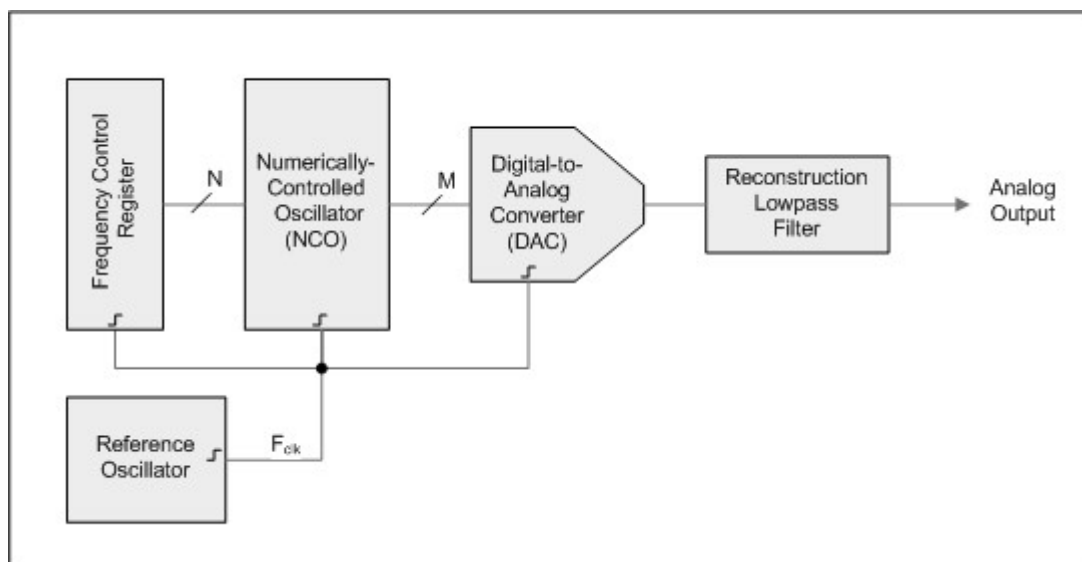 Frequency Control
Register
N
Numerically-
Controlled
Oscillator
(NCO)
M
Digital-to-
Analog
Converter
(DAC)
Reconstruction
Lowpass
Filter
Analog
Output
Reference
Oscillator
Fclk